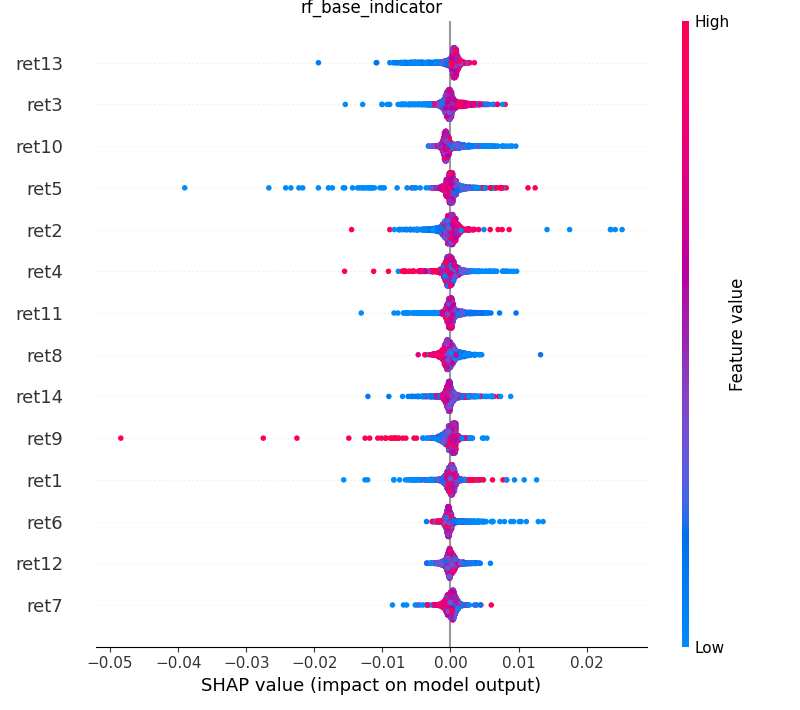 rf_base_indicator
High
ret13
ret3
ret10
ret5
ret2
ret4
ret11
ret8
ret14
ret9
ret1
ret6
ret12
ret7
Feature value
Low
−0.05 −0.04 −0.03 −0.02 −0.01 0.00 0.01 0.02
SHAP value (impact on model output)